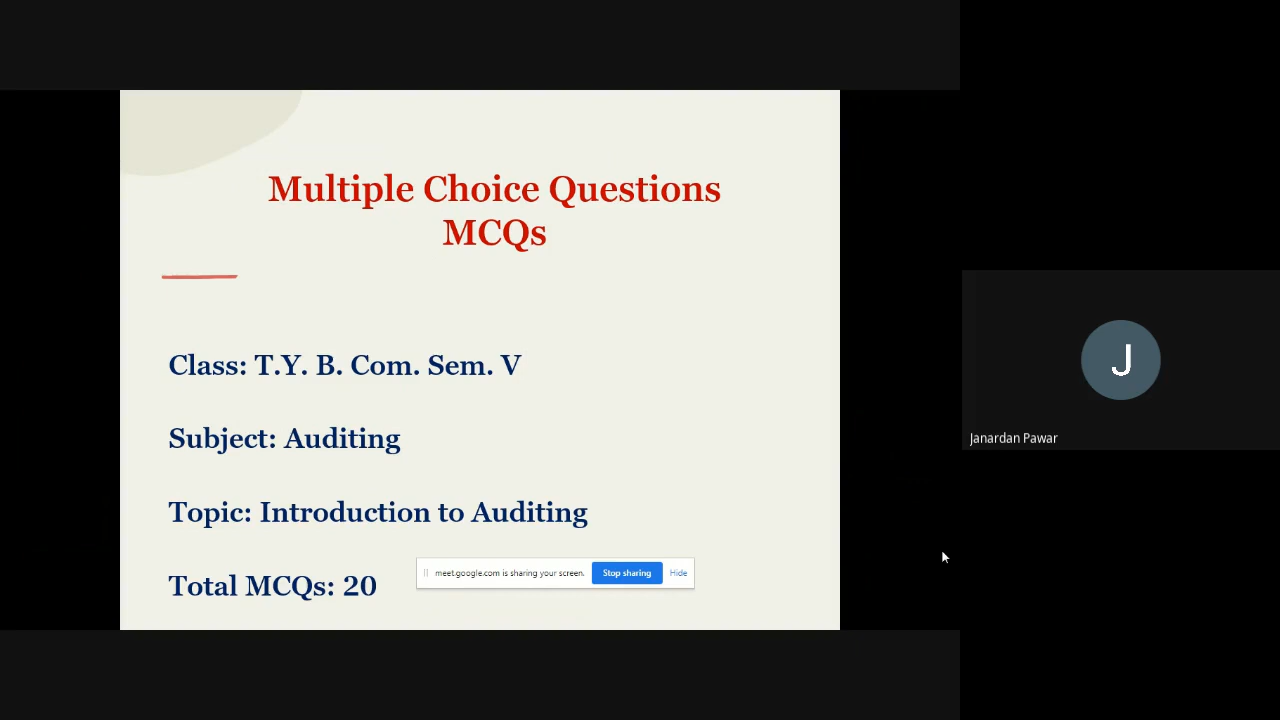 Multiple Choice Questions
MCQs
Class: T.Y. B. Com. Sem. V
Subject: Auditing
Topic: Introduction to Auditing
Total MCQs: 20
meet.google.com is sharing your screen. Stop sharing Hide
J
Janardan Pawar